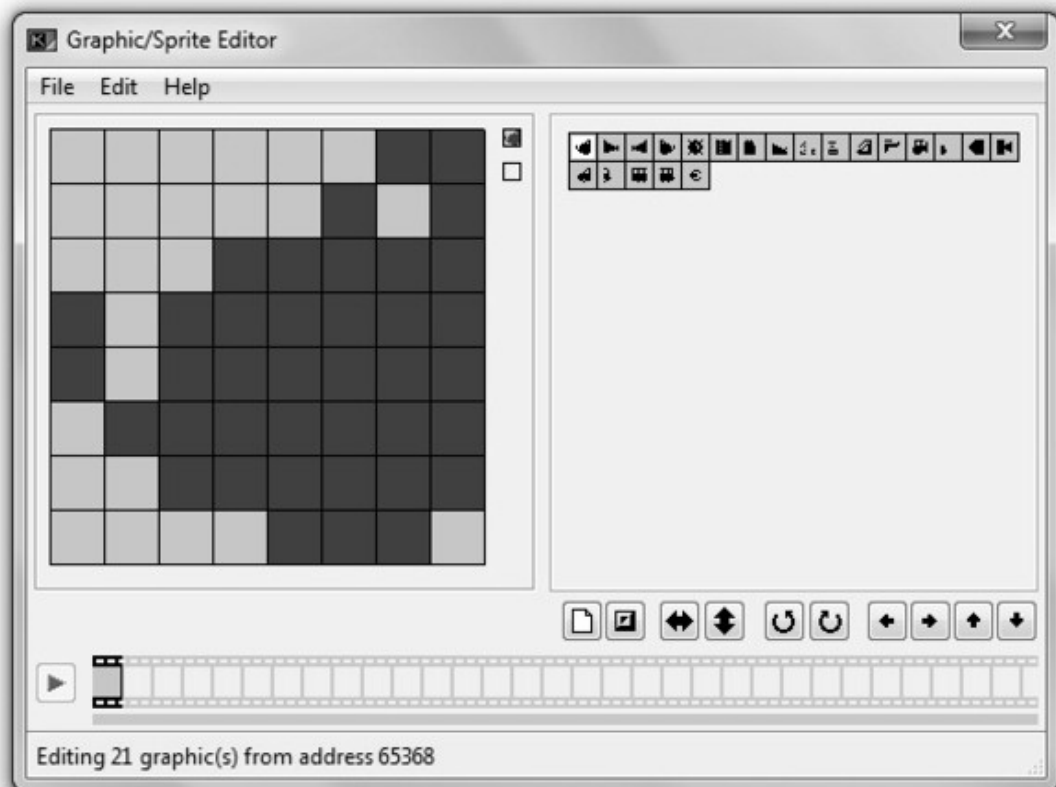 Graphic/Sprite Editor
File Edit Help
Editing 21 graphic(s) from address 65368